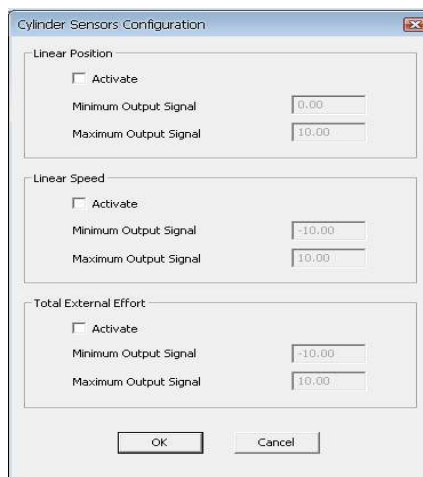 Cylinder Sensors Configuration
Linear Position
Activate
Minimum Output Signal 0.00
Maximum Output Signal 10.00
Linear Speed
Activate
Minimum Output Signal -10.00
Maximum Output Signal 10.00
Total External Effort
Activate
Minimum Output Signal -10.00
Maximum Output Signal 10.00
OK Cancel